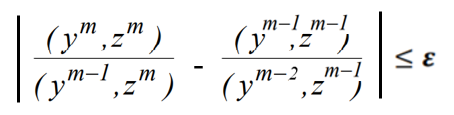 | (y^m, z^m) / (y^{m-1}, z^m) - (y^{m-1}, z^{m-1}) / (y^{m-2}, z^{m-1}) | ≤ ε